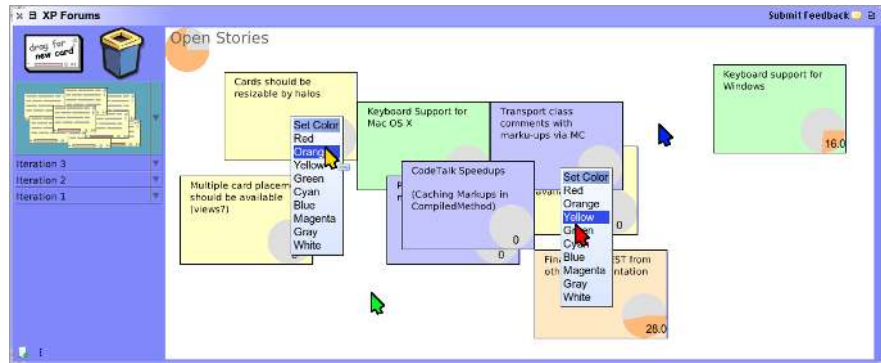 XP Forums
Submit Feedback
drag for
new card
Open Stories
Iteration 3
Iteration 2
Iteration 1
Cards should be
resizable by halos
Keyboard Support for
Mac OS X
Transport class
comments with
marku-ups via MC
Keyboard support for
Windows
16.0
Set Color
Red
Orang
Yellow
Green
Cyan
Blue
Magenta
Gray
White
Multiple card placem
should be available
(views?)
CodeTalk Speedups
(Caching Markups in
CompiledMethod)
0
0
0
Set Color
Red
Orange
Yellow
Blue
Magenta
Gray
White
ST from
ntation
28.0